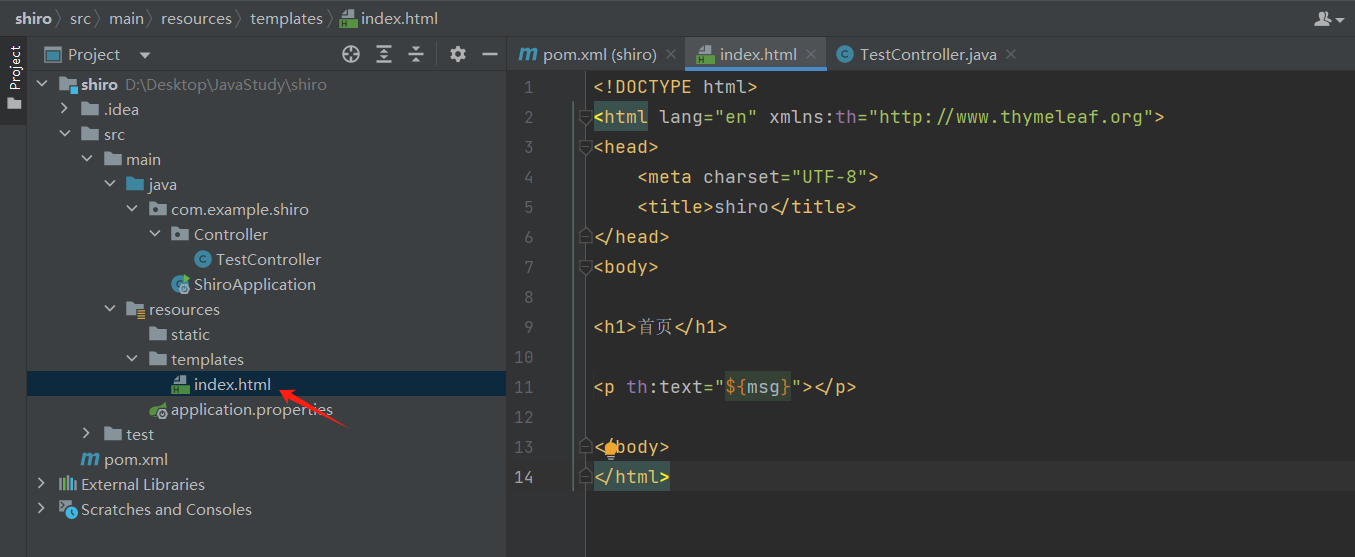 shiro 〉 src 〉 main 〉 resources 〉 templates 〉 index.html
Project
Project
pom.xml (shiro)
index.html
TestController.java
shiro D:\Desktop\JavaStudy\shiro
.idea
src
main
java
com.example.shiro
Controller
TestController
ShiroApplication
resources
static
templates
index.html
application.properties
test
pom.xml
External Libraries
Scratches and Consoles
1 <!DOCTYPE html>
2 <html lang="en" xmlns:th="http://www.thymeleaf.org">
3 <head>
4     <meta charset="UTF-8">
5     <title>shiro</title>
6 </head>
7 <body>
8
9 <h1>首页</h1>
10
11 <p th:text="${msg}"></p>
12
13 </body>
14 </html>